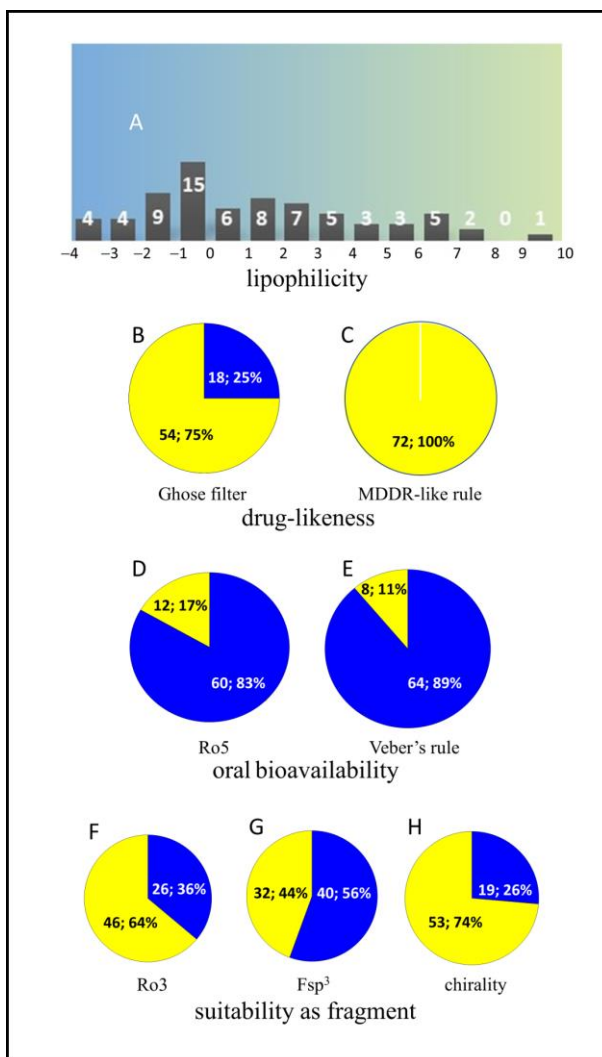 A
4 4 9 15 6 8 7 5 3 3 5 2 0 1
−4 −3 −2 −1 0 1 2 3 4 5 6 7 8 9 10
lipophilicity
B C
18; 25%
54; 75% 72; 100%
Ghose filter MDDR-like rule
drug-likeness
D E
12; 17% 8; 11%
60; 83% 64; 89%
Ro5 Veber’s rule
oral bioavailability
F G H
26; 36% 32; 44% 40; 56% 19; 26%
46; 64% 53; 74%
Ro3 Fsp³ chirality
suitability as fragment